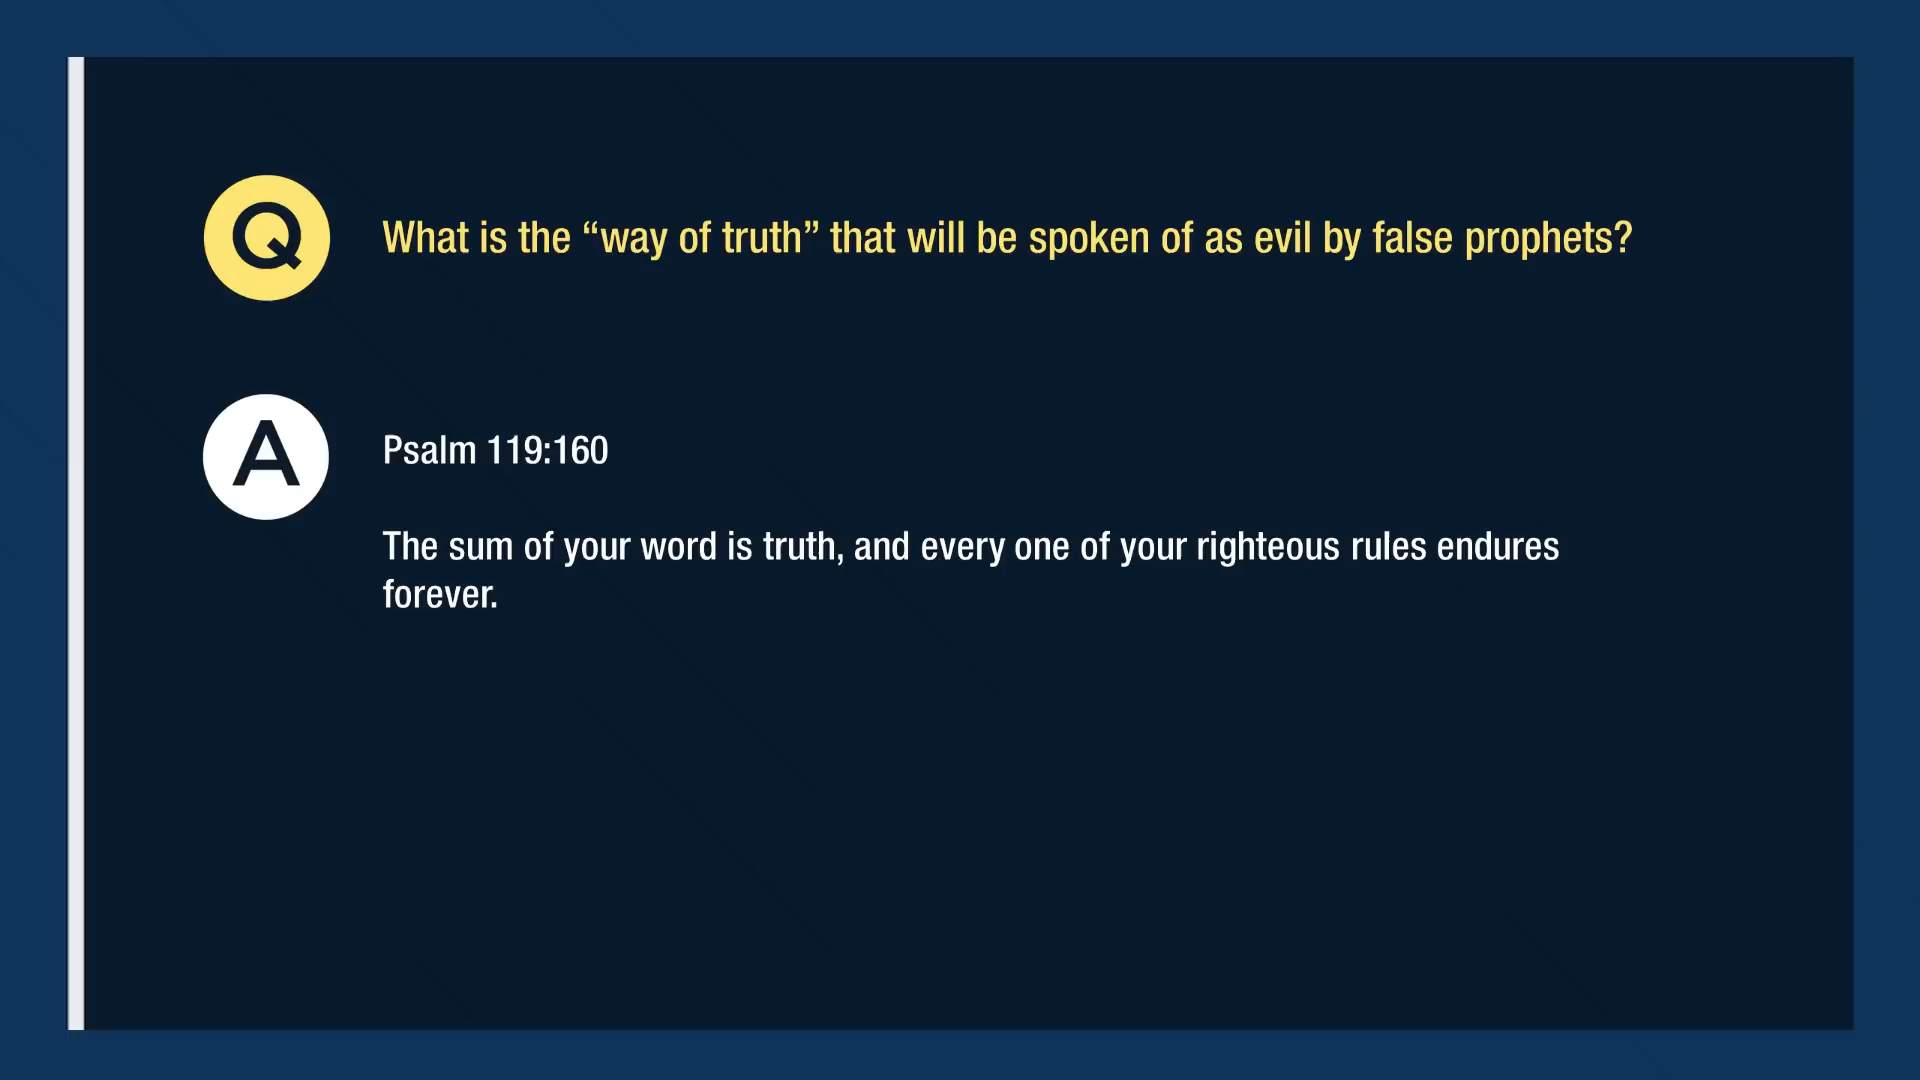 Q
What is the “way of truth” that will be spoken of as evil by false prophets?
A
Psalm 119:160
The sum of your word is truth, and every one of your righteous rules endures
forever.